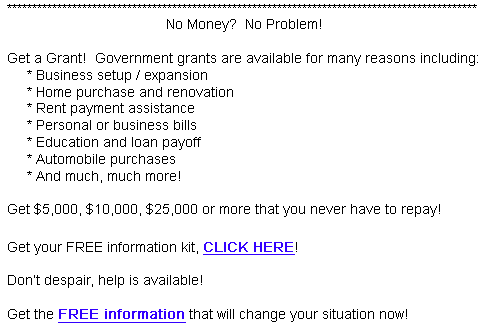 ******************************************************************************************
No Money?  No Problem!
Get a Grant!  Government grants are available for many reasons including:
* Business setup / expansion
* Home purchase and renovation
* Rent payment assistance
* Personal or business bills
* Education and loan payoff
* Automobile purchases
* And much, much more!
Get $5,000, $10,000, $25,000 or more that you never have to repay!
Get your FREE information kit, CLICK HERE!
Don't despair, help is available!
Get the FREE information that will change your situation now!